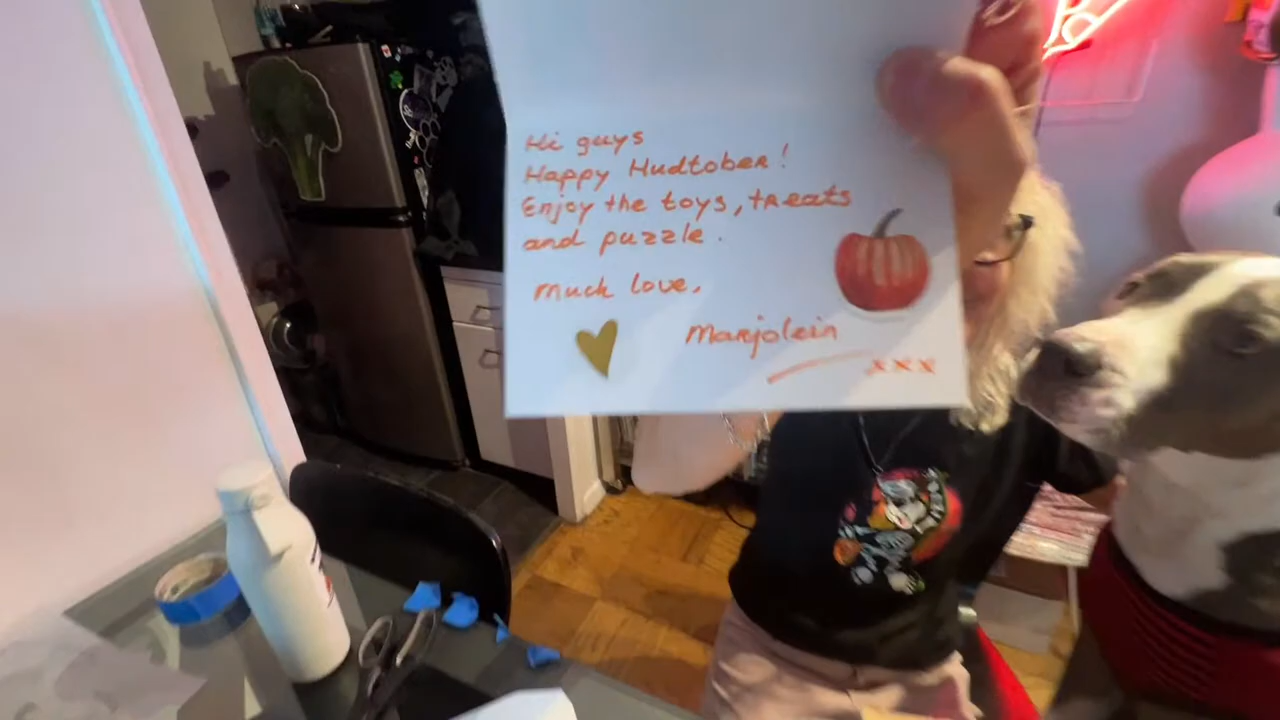 Hi guys
Happy Hudtober!
Enjoy the toys, treats
and puzzle.
Much love,
Marjolein
xxx